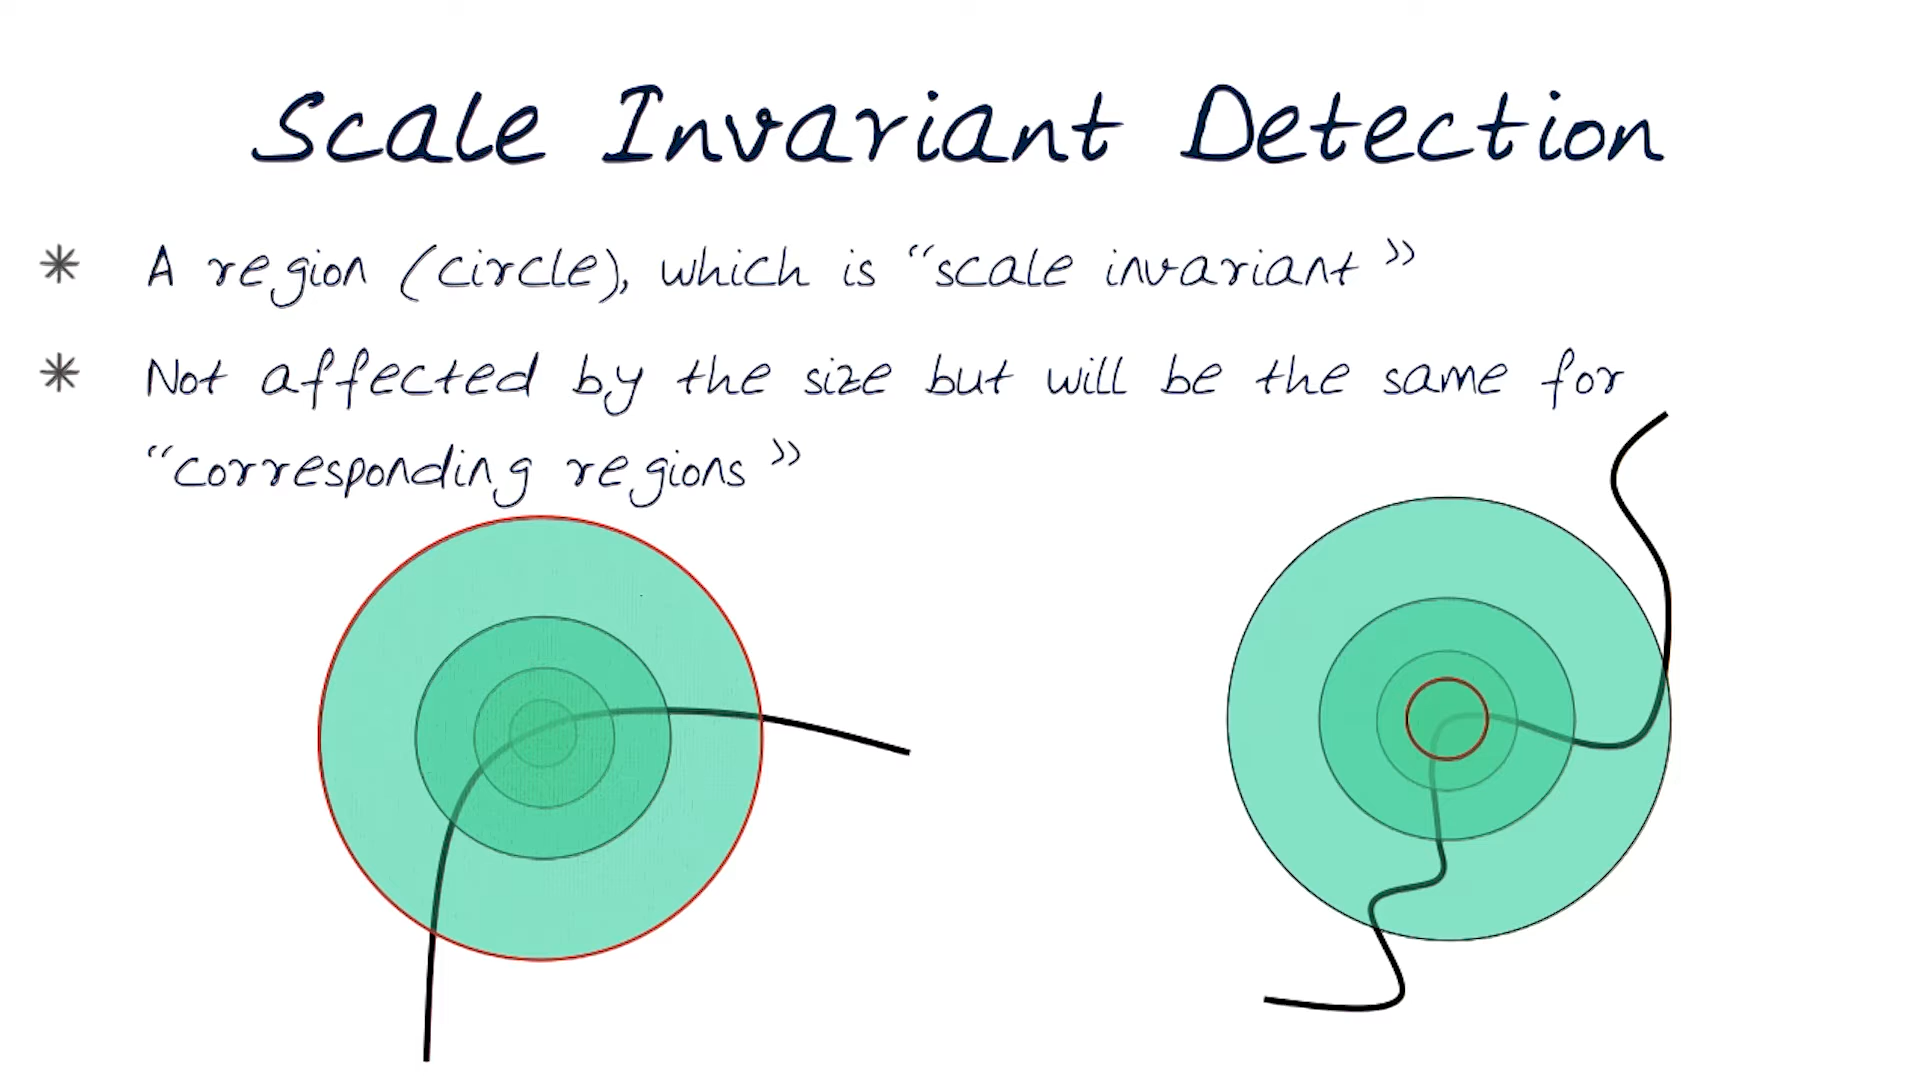 Scale Invariant Detection
* A region (circle), which is “scale invariant”
* Not affected by the size but will be the same for
“corresponding regions”